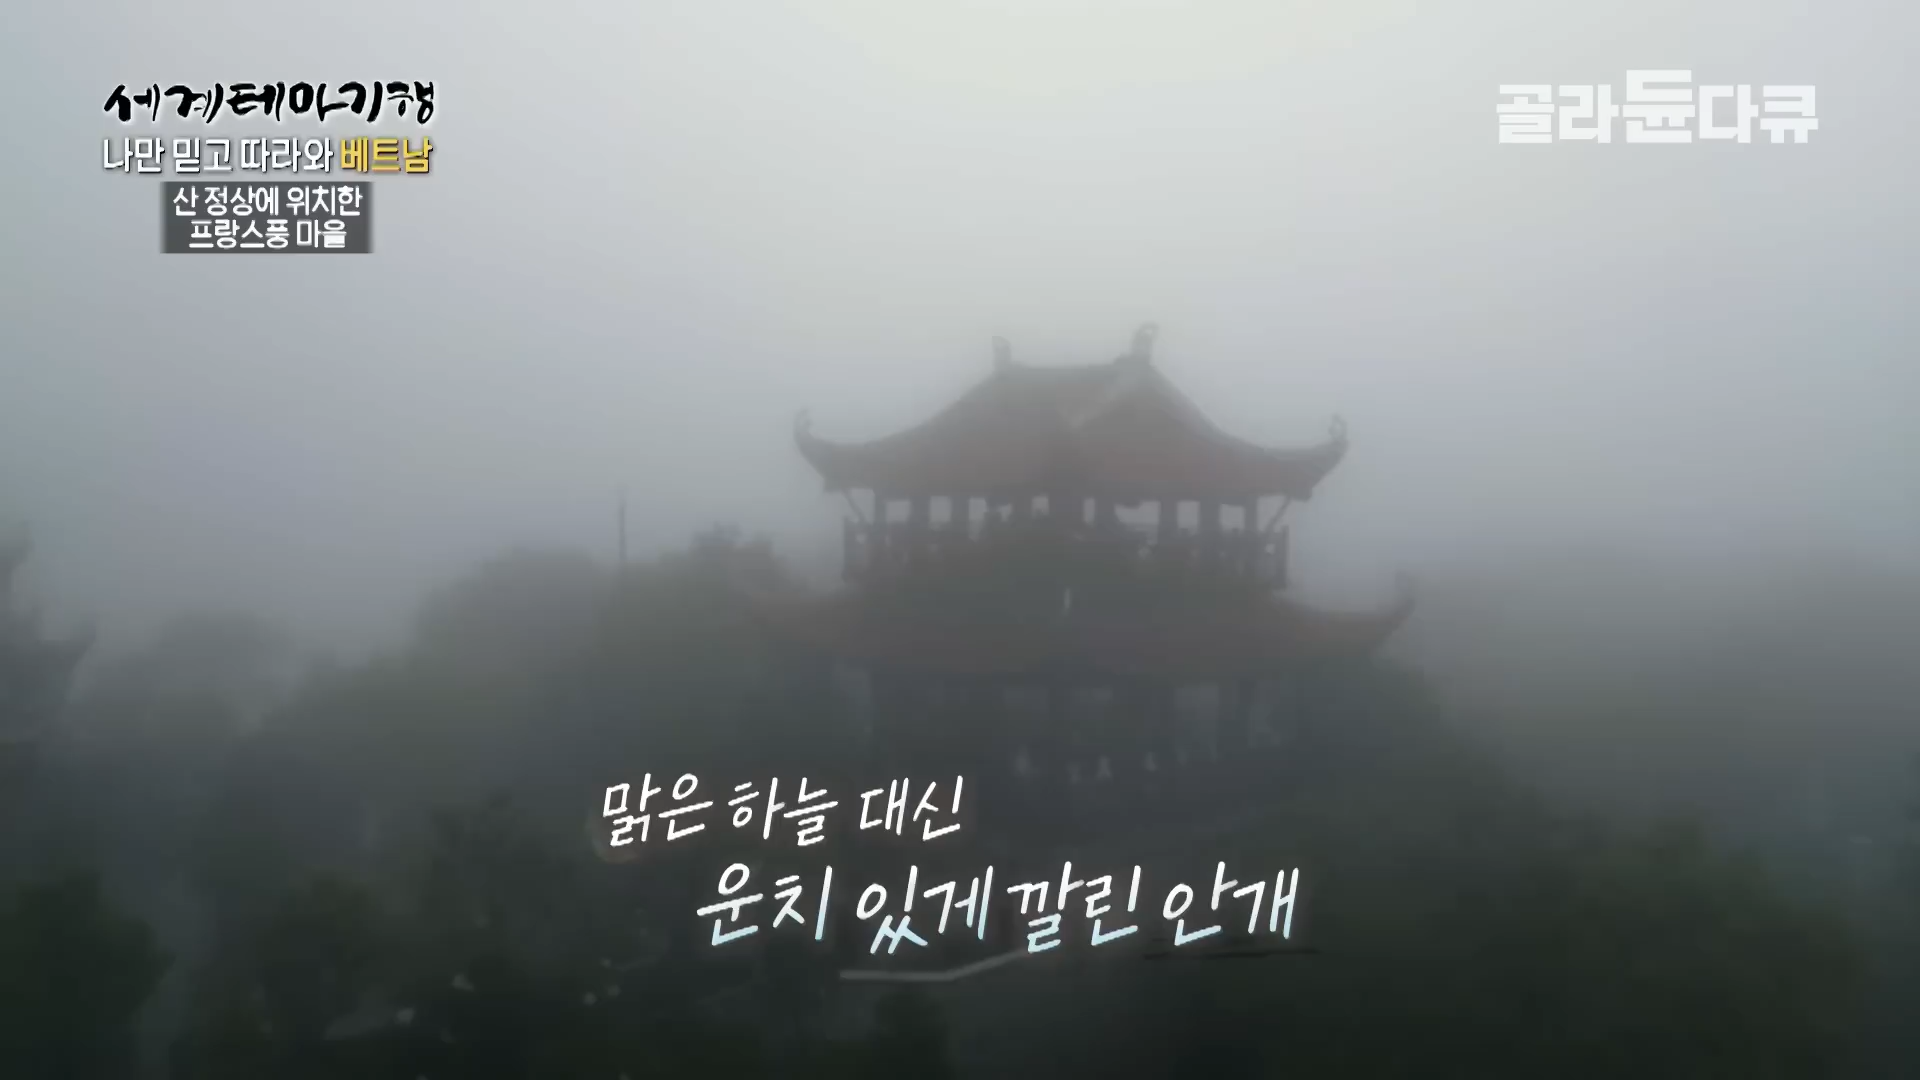 세계테마기행
나만 믿고 따라와 베트남
산 정상에 위치한
프랑스풍 마을
골라둔다큐
맑은 하늘 대신
운치 있게 깔린 안개